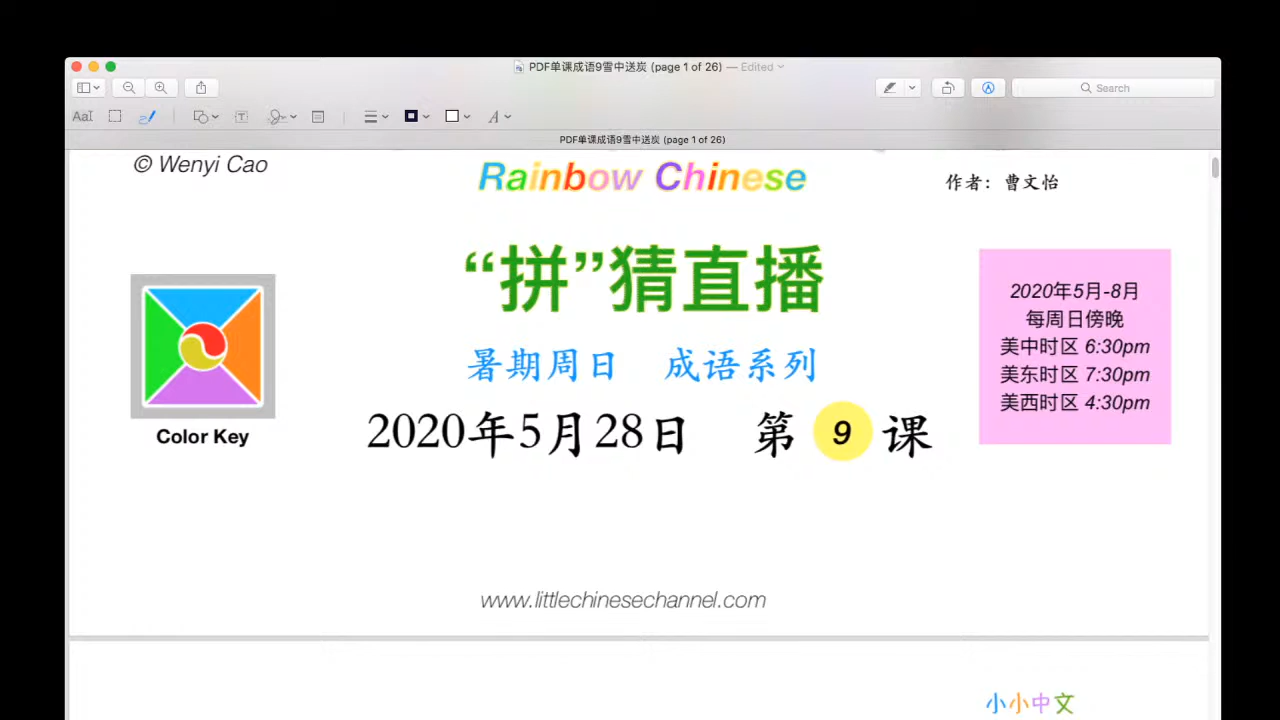 PDF单课成语9雪中送炭 (page 1 of 26) — Edited
Search
AaI
T
A
PDF单课成语9雪中送炭 (page 1 of 26)
© Wenyi Cao
Rainbow Chinese
作者：曹文怡
“拼”猜直播
暑期周日 成语系列
2020年5月28日 第 9 课
Color Key
2020年5月-8月
每周日傍晚
美中时区 6:30pm
美东时区 7:30pm
美西时区 4:30pm
www.littlechinesechannel.com
小小中文